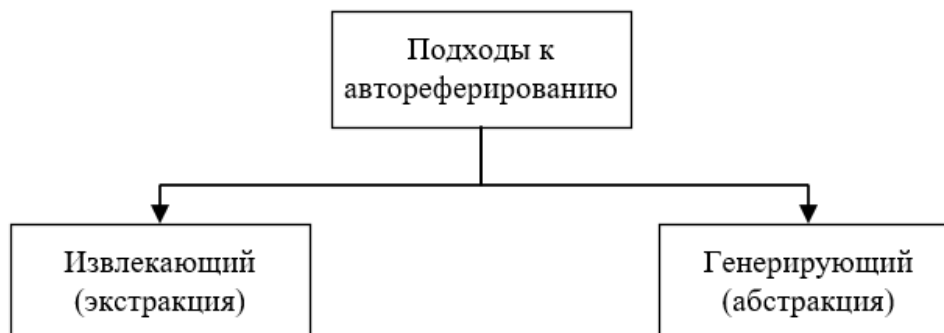 Подходы к
автореферированию
Извлекающий
(экстракция)
Генерирующий
(абстракция)